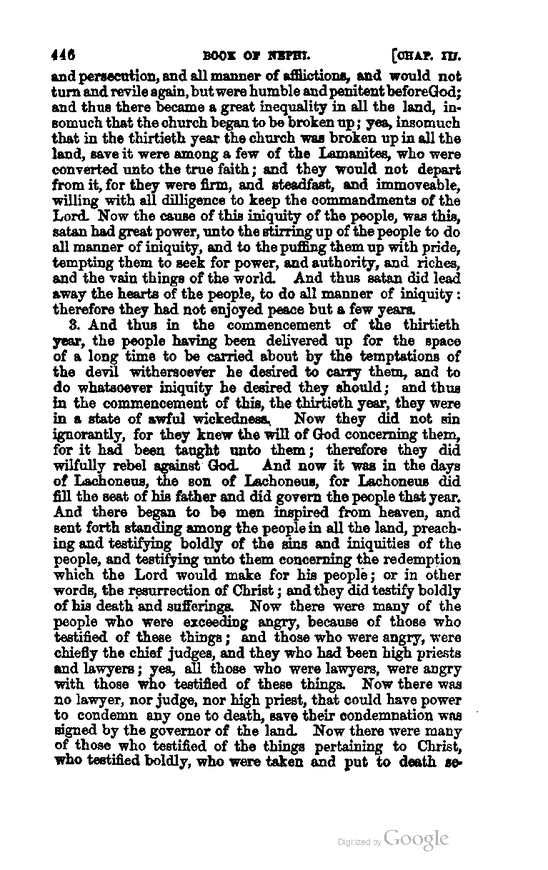 446 BOOK OF NEPHI. [CHAP. III.
and persecution, and all manner of afflictions, and would not
turn and revile again, but were humble and penitent before God;
and thus there became a great inequality in all the land, in-
somuch that the church began to be broken up; yea, insomuch
that in the thirtieth year the church was broken up in all the
land, save it were among a few of the Lamanites, who were
converted unto the true faith; and they would not depart
from it, for they were firm, and steadfast, and immoveable,
willing with all dilligence to keep the commandments of the
Lord. Now the cause of this iniquity of the people, was this,
satan had great power, unto the stirring up of the people to do
all manner of iniquity, and to the puffing them up with pride,
tempting them to seek for power, and authority, and riches,
and the vain things of the world. And thus satan did lead
away the hearts of the people, to do all manner of iniquity:
therefore they had not enjoyed peace but a few years.
3. And thus in the commencement of the thirtieth
year, the people having been delivered up for the space
of a long time to be carried about by the temptations of
the devil withersoever he desired to carry them, and to
do whatsoever iniquity he desired they should; and thus
in the commencement of this, the thirtieth year, they were
in a state of awful wickedness. Now they did not sin
ignorantly, for they knew the will of God concerning them,
for it had been taught unto them; therefore they did
wilfully rebel against God. And now it was in the days
of Lachoneus, the son of Lachoneus, for Lachoneus did
fill the seat of his father and did govern the people that year.
And there began to be men inspired from heaven, and
sent forth standing among the people in all the land, preach-
ing and testifying boldly of the sins and iniquities of the
people, and testifying unto them concerning the redemption
which the Lord would make for his people; or in other
words, the resurrection of Christ; and they did testify boldly
of his death and sufferings. Now there were many of the
people who were exceeding angry, because of those who
testified of these things; and those who were angry, were
chiefly the chief judges, and they who had been high priests
and lawyers; yea, all those who were lawyers, were angry
with those who testified of these things. Now there was
no lawyer, nor judge, nor high priest, that could have power
to condemn any one to death, save their condemnation was
signed by the governor of the land. Now there were many
of those who testified of the things pertaining to Christ,
who testified boldly, who were taken and put to death se-
Digitized by Google